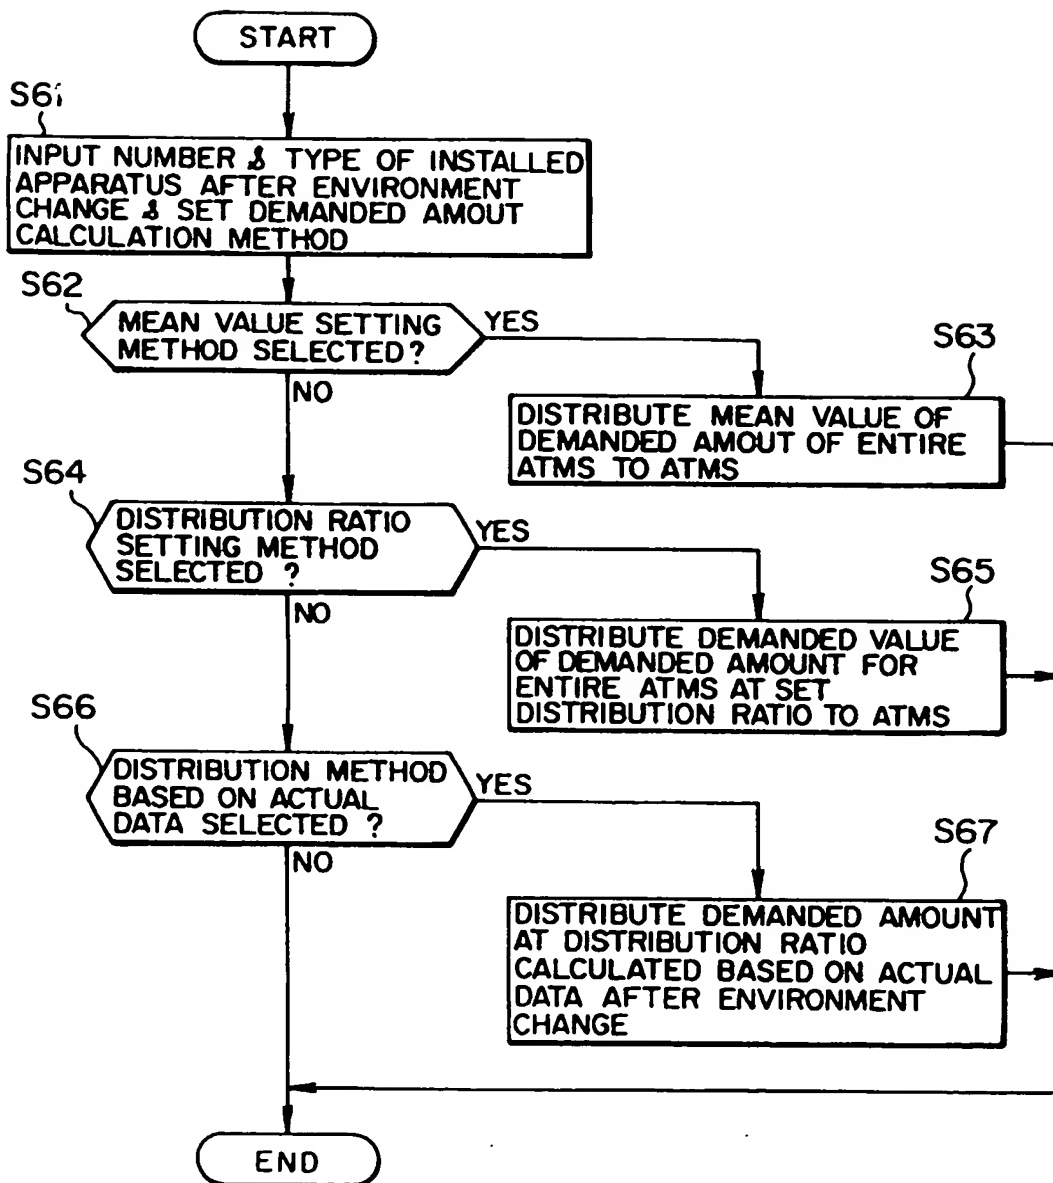 START
S61
INPUT NUMBER & TYPE OF INSTALLED
APPARATUS AFTER ENVIRONMENT
CHANGE & SET DEMANDED AMOUT
CALCULATION METHOD
S62
MEAN VALUE SETTING
METHOD SELECTED?
YES
NO
S63
DISTRIBUTE MEAN VALUE OF
DEMANDED AMOUT OF ENTIRE
ATMS TO ATMS
S64
DISTRIBUTION RATIO
SETTING METHOD
SELECTED ?
YES
NO
S65
DISTRIBUTE DEMANDED VALUE
OF DEMANDED AMOUNT FOR
ENTIRE ATMS AT SET
DISTRIBUTION RATIO TO ATMS
S66
DISTRIBUTION METHOD
BASED ON ACTUAL
DATA SELECTED ?
YES
NO
S67
DISTRIBUTE DEMANDED AMOUNT
AT DISTRIBUTION RATIO
CALCULATED BASED ON ACTUAL
DATA AFTER ENVIRONMENT
CHANGE
END